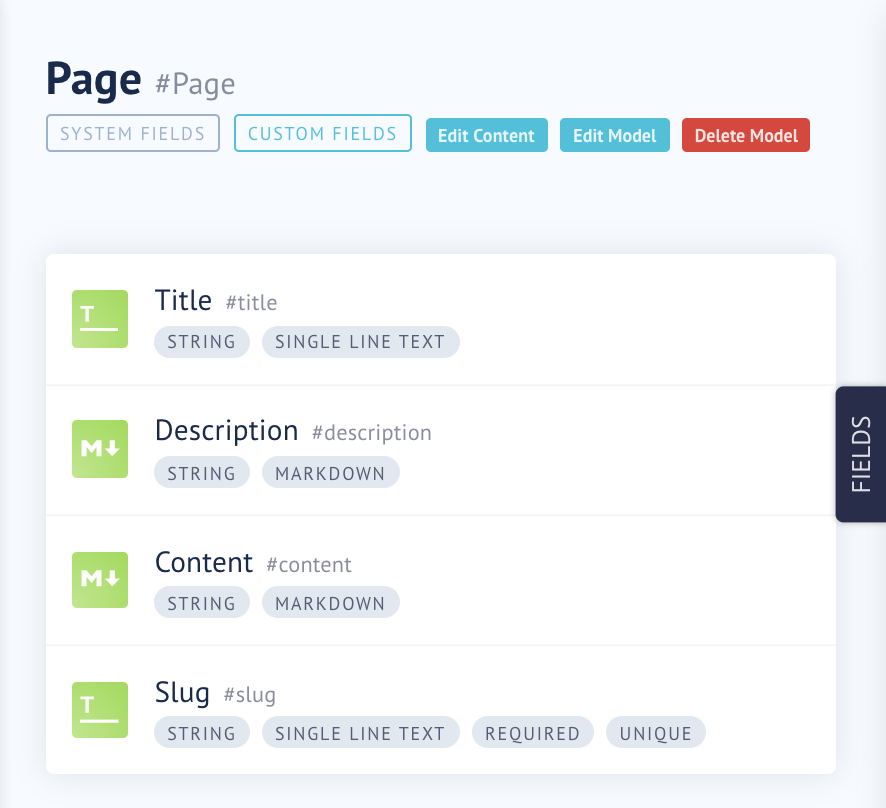 Page #Page
SYSTEM FIELDS CUSTOM FIELDS Edit Content Edit Model Delete Model
T
Title #title
STRING SINGLE LINE TEXT
M
Description #description
STRING MARKDOWN
FIELDS
M
Content #content
STRING MARKDOWN
T
Slug #slug
STRING SINGLE LINE TEXT REQUIRED UNIQUE